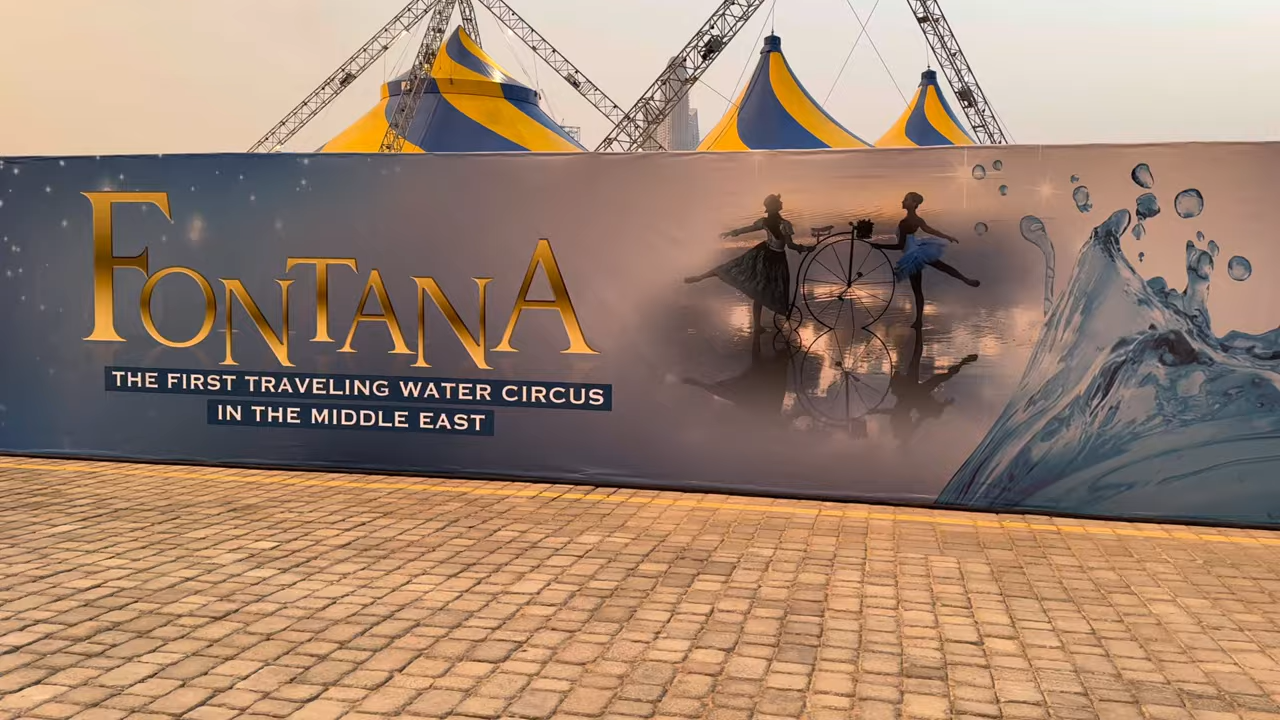 FONTANA
THE FIRST TRAVELING WATER CIRCUS
IN THE MIDDLE EAST